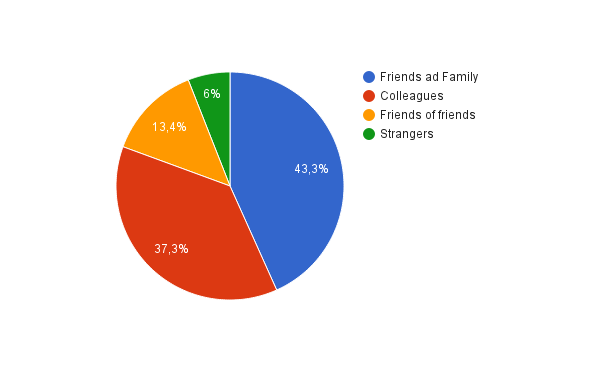 Friends ad Family
Colleagues
Friends of friends
Strangers
6%
13,4%
43,3%
37,3%